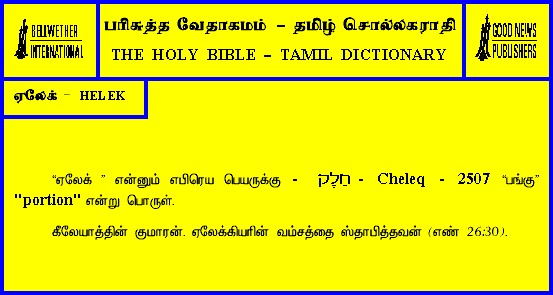 BELLWETHER
INTERNATIONAL
பரிசுத்த வேதாகமம் – தமிழ் சொல்லகராதி
THE HOLY BIBLE – TAMIL DICTIONARY
GOOD NEWS
PUBLISHERS
ஏலேக் – HELEK
“ஏலேக் ” என்னும் எபிரெய பெயருக்கு - חֵלֶק - Cheleq - 2507 “பங்கு”
"portion" என்று பொருள்.
கீலேயாத்தின் குமாரன். ஏலேக்கியரின் வம்சத்தை ஸ்தாபித்தவன் (எண் 26:30).